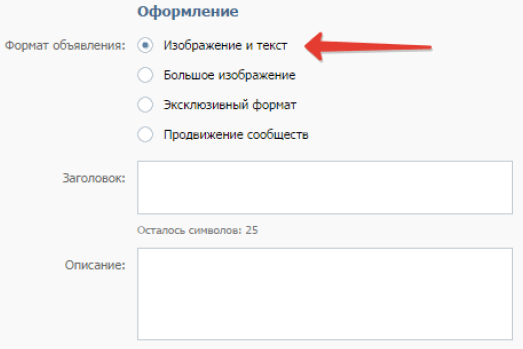 Оформление
Формат объявления: Изображение и текст
Большое изображение
Эксклюзивный формат
Продвижение сообществ
Заголовок:
Осталось символов: 25
Описание: